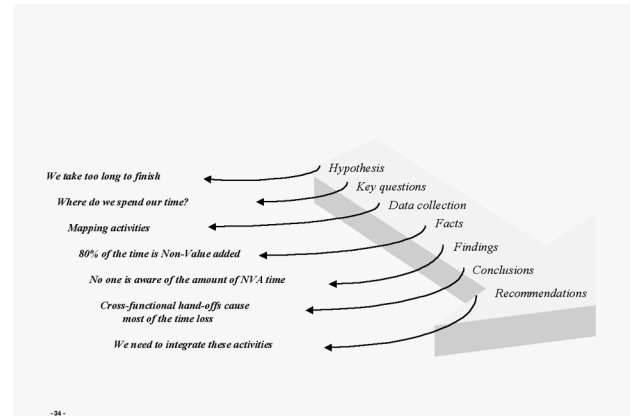 We take too long to finish
Hypothesis
Where do we spend our time?
Key questions
Mapping activities
Data collection
80% of the time is Non-Value added
Facts
No one is aware of the amount of NVA time
Findings
Cross-functional hand-offs cause
most of the time loss
Conclusions
We need to integrate these activities
Recommendations
- 34 -